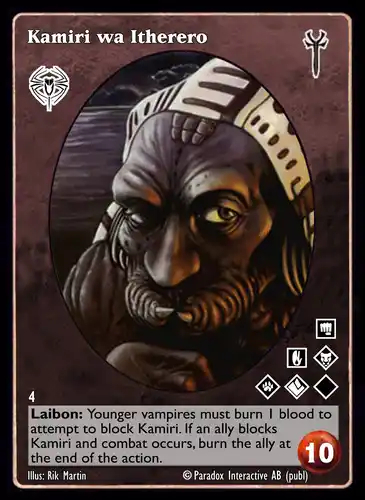 Kamiri wa Itherero
4
Laibon: Younger vampires must burn 1 blood to
attempt to block Kamiri. If an ally blocks
Kamiri and combat occurs, burn the ally at
the end of the action.
10
Illus: Rik Martin
© Paradox Interactive AB (publ)